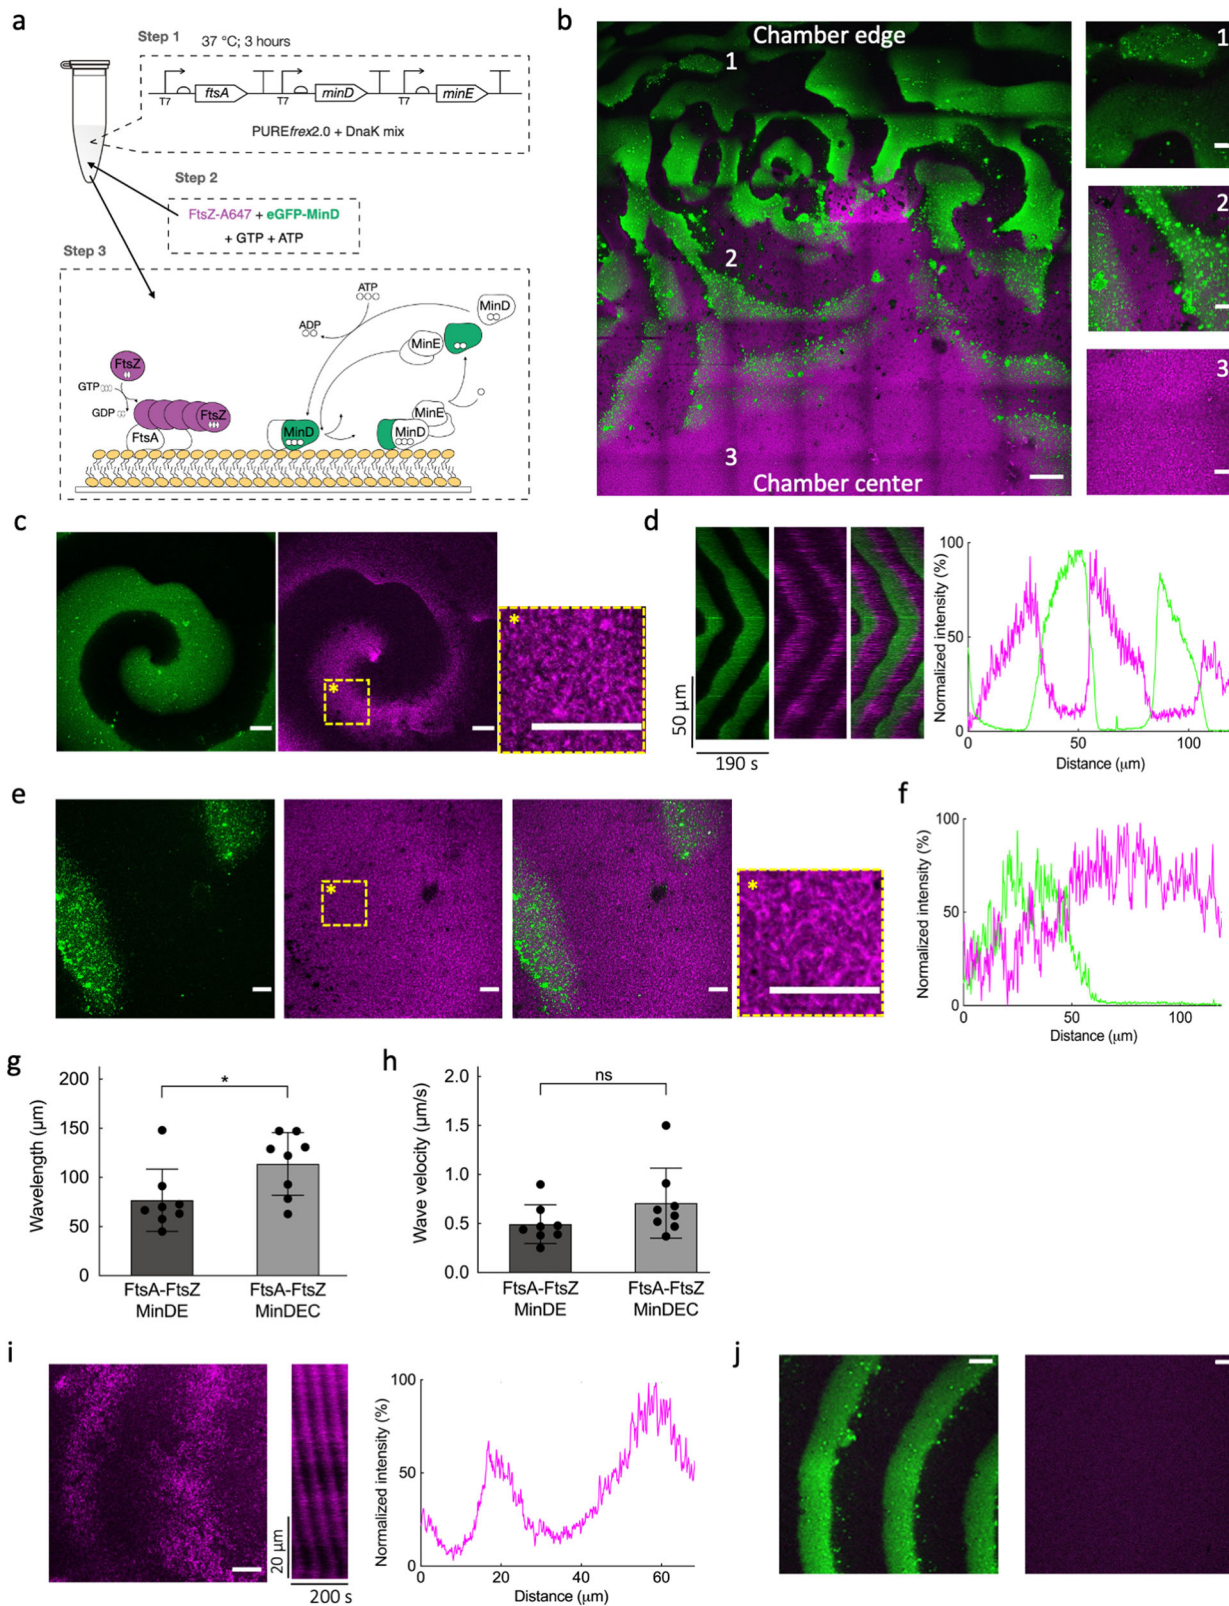 a
Step 1
37 °C; 3 hours
T7
ftsA
T7
minD
T7
minE
PUREfrex2.0 + DnaK mix
Step 2
FtsZ-A647 + eGFP-MinD
+ GTP + ATP
Step 3
ATP
ADP
MinD
MinE
FtsZ
GTP
GDP
FtsZ
FtsA
MinD
MinE
MinD
b
Chamber edge
1
2
3
Chamber center
1
2
3
c
*
*
d
50 µm
190 s
Normalized intensity (%)
100
50
0
0
50
100
Distance (µm)
e
*
*
f
Normalized intensity (%)
100
50
0
0
50
100
Distance (µm)
g
Wavelength (µm)
200
150
100
50
0
*
FtsA-FtsZ
MinDE
FtsA-FtsZ
MinDEC
h
Wave velocity (µm/s)
2.0
1.5
1.0
0.5
0.0
ns
FtsA-FtsZ
MinDE
FtsA-FtsZ
MinDEC
i
20 µm
200 s
Normalized intensity (%)
100
50
0
0
20
40
60
Distance (µm)
j